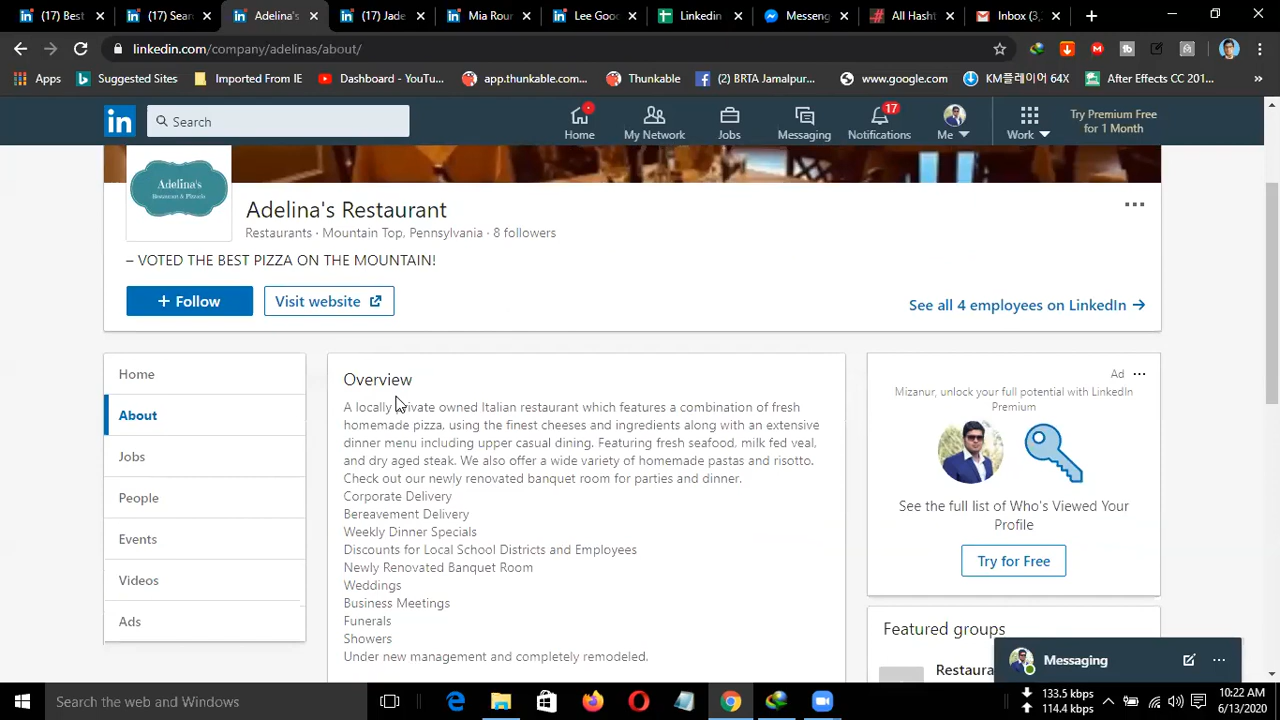 (17) Best
(17) Sear
Adelina's
(17) Jade
Mia Rour
Lee Goo
Linkedin
Messeng
All Hasht
Inbox (3,
linkedin.com/company/adelinas/about/
Apps
Suggested Sites
Imported From IE
Dashboard - YouTu...
app.thunkable.com...
Thunkable
(2) BRTA Jamalpur...
www.google.com
KM플레이어 64X
After Effects CC 201...
in
Search
Home
My Network
Jobs
Messaging
17
Notifications
Me
Work
Try Premium Free
for 1 Month
Adelina's
Restaurant & Pizzeria
Adelina's Restaurant
Restaurants · Mountain Top, Pennsylvania · 8 followers
– VOTED THE BEST PIZZA ON THE MOUNTAIN!
+ Follow
Visit website
See all 4 employees on LinkedIn →
Home
About
Jobs
People
Events
Videos
Ads
Overview
A locally private owned Italian restaurant which features a combination of fresh
homemade pizza, using the finest cheeses and ingredients along with an extensive
dinner menu including upper casual dining. Featuring fresh seafood, milk fed veal,
and dry aged steak. We also offer a wide variety of homemade pastas and risotto.
Check out our newly renovated banquet room for parties and dinner.
Corporate Delivery
Bereavement Delivery
Weekly Dinner Specials
Discounts for Local School Districts and Employees
Newly Renovated Banquet Room
Weddings
Business Meetings
Funerals
Showers
Under new management and completely remodeled.
Ad ···
Mizanur, unlock your full potential with LinkedIn
Premium
See the full list of Who's Viewed Your
Profile
Try for Free
Featured groups
Restaura
Messaging
Search the web and Windows
133.5 kbps
114.4 kbps
10:22 AM
6/13/2020